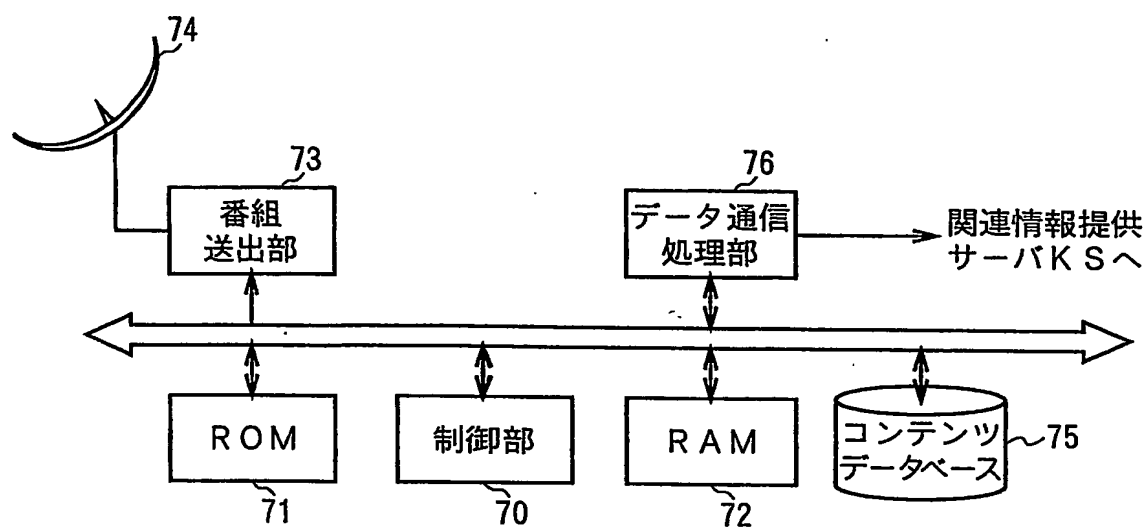 74
73
番組
送出部
76
データ通信
処理部
関連情報提供
サーバＫＳへ
ＲＯＭ
71
制御部
70
ＲＡＭ
72
コンテンツ
データベース
75